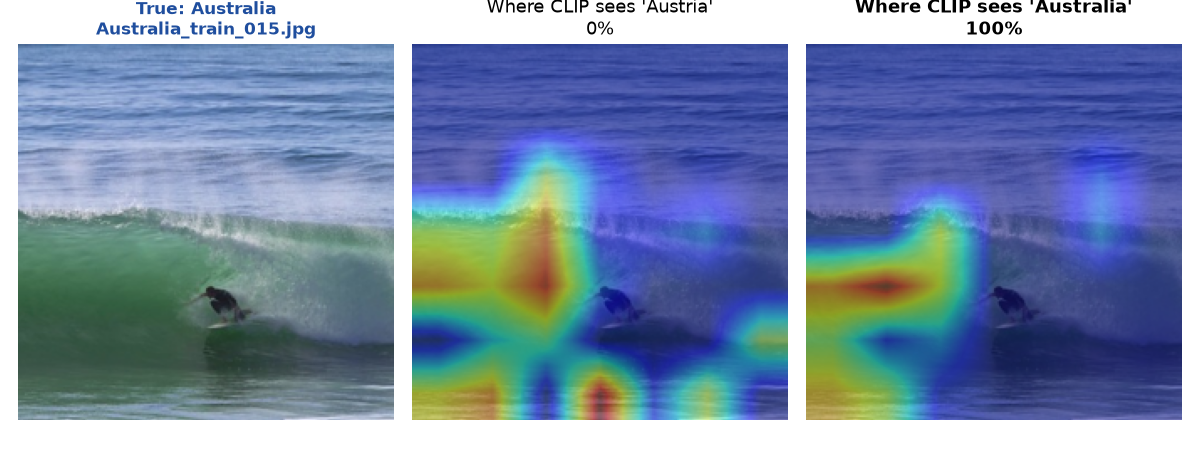 True: Australia
Australia_train_015.jpg
Where CLIP sees 'Austria'
0%
Where CLIP sees 'Australia'
100%